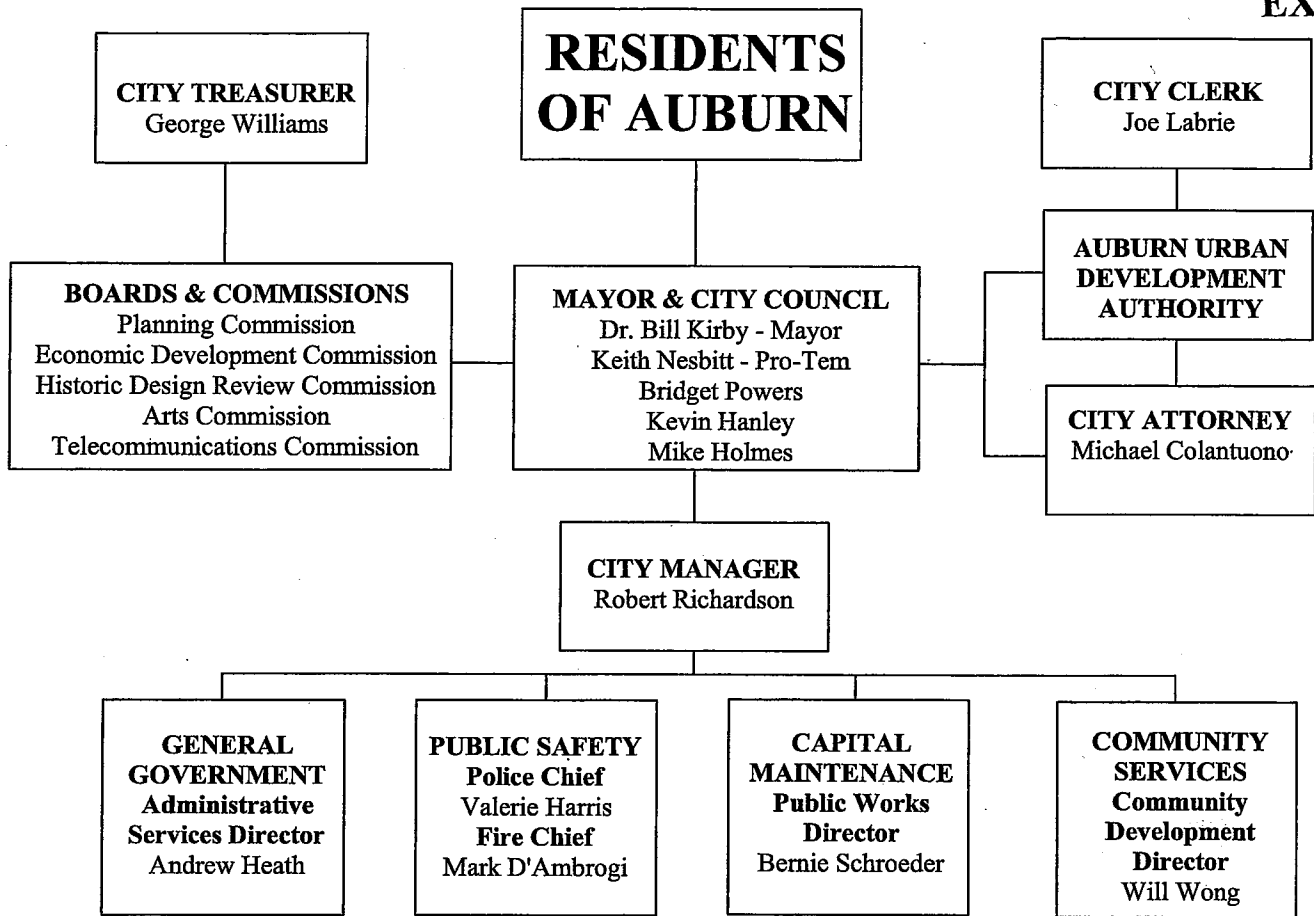 EX
CITY TREASURER
George Williams
RESIDENTS
OF AUBURN
CITY CLERK
Joe Labrie
BOARDS & COMMISSIONS
Planning Commission
Economic Development Commission
Historic Design Review Commission
Arts Commission
Telecommunications Commission
MAYOR & CITY COUNCIL
Dr. Bill Kirby - Mayor
Keith Nesbitt - Pro-Tem
Bridget Powers
Kevin Hanley
Mike Holmes
AUBURN URBAN
DEVELOPMENT
AUTHORITY
CITY ATTORNEY
Michael Colantuono
CITY MANAGER
Robert Richardson
GENERAL
GOVERNMENT
Administrative
Services Director
Andrew Heath
PUBLIC SAFETY
Police Chief
Valerie Harris
Fire Chief
Mark D'Ambrogi
CAPITAL
MAINTENANCE
Public Works
Director
Bernie Schroeder
COMMUNITY
SERVICES
Community
Development
Director
Will Wong